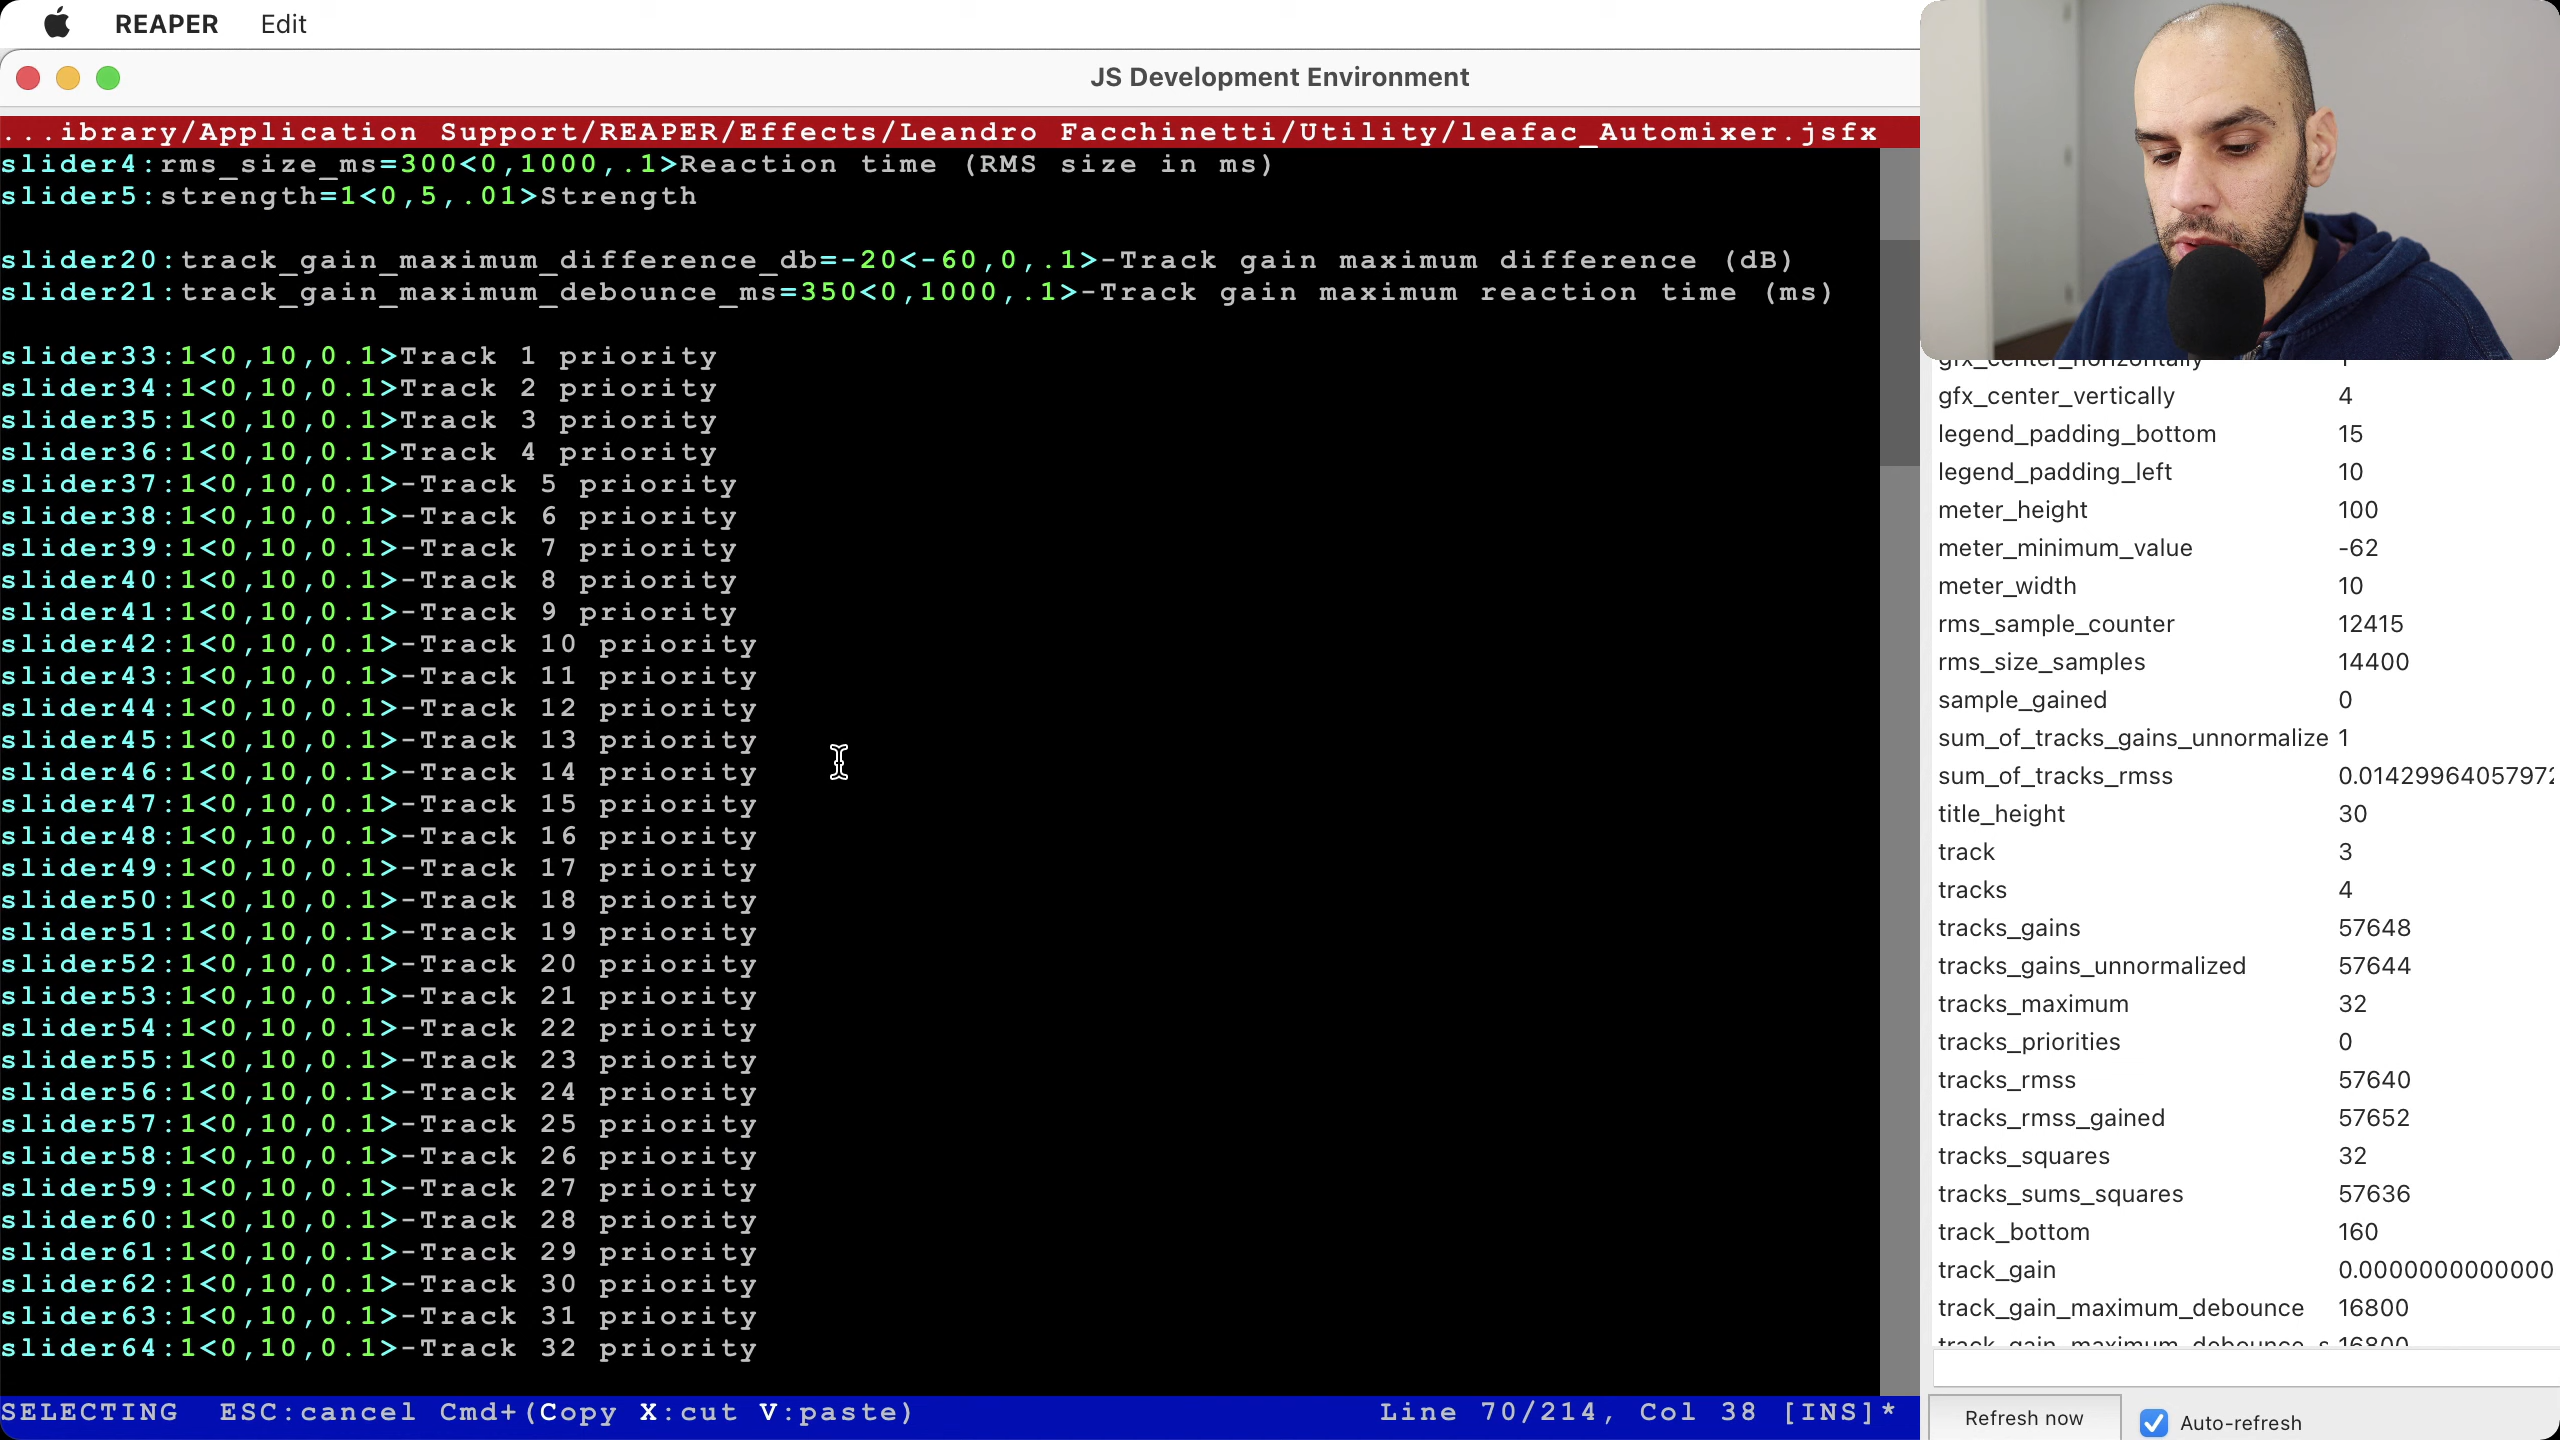 REAPER Edit
JS Development Environment
...ibrary/Application Support/REAPER/Effects/Leandro Facchinetti/Utility/leafac_Automixer.jsfx
slider4:rms_size_ms=300<0,1000,.1>Reaction time (RMS size in ms)
slider5:strength=1<0,5,.01>Strength
slider20:track_gain_maximum_difference_db=-20<-60,0,.1>-Track gain maximum difference (dB)
slider21:track_gain_maximum_debounce_ms=350<0,1000,.1>-Track gain maximum reaction time (ms)
slider33:1<0,10,0.1>Track 1 priority
slider34:1<0,10,0.1>Track 2 priority
slider35:1<0,10,0.1>Track 3 priority
slider36:1<0,10,0.1>Track 4 priority
slider37:1<0,10,0.1>-Track 5 priority
slider38:1<0,10,0.1>-Track 6 priority
slider39:1<0,10,0.1>-Track 7 priority
slider40:1<0,10,0.1>-Track 8 priority
slider41:1<0,10,0.1>-Track 9 priority
slider42:1<0,10,0.1>-Track 10 priority
slider43:1<0,10,0.1>-Track 11 priority
slider44:1<0,10,0.1>-Track 12 priority
slider45:1<0,10,0.1>-Track 13 priority
slider46:1<0,10,0.1>-Track 14 priority
slider47:1<0,10,0.1>-Track 15 priority
slider48:1<0,10,0.1>-Track 16 priority
slider49:1<0,10,0.1>-Track 17 priority
slider50:1<0,10,0.1>-Track 18 priority
slider51:1<0,10,0.1>-Track 19 priority
slider52:1<0,10,0.1>-Track 20 priority
slider53:1<0,10,0.1>-Track 21 priority
slider54:1<0,10,0.1>-Track 22 priority
slider55:1<0,10,0.1>-Track 23 priority
slider56:1<0,10,0.1>-Track 24 priority
slider57:1<0,10,0.1>-Track 25 priority
slider58:1<0,10,0.1>-Track 26 priority
slider59:1<0,10,0.1>-Track 27 priority
slider60:1<0,10,0.1>-Track 28 priority
slider61:1<0,10,0.1>-Track 29 priority
slider62:1<0,10,0.1>-Track 30 priority
slider63:1<0,10,0.1>-Track 31 priority
slider64:1<0,10,0.1>-Track 32 priority
SELECTING ESC:cancel Cmd+(Copy X:cut V:paste) Line 70/214, Col 38 [INS]*
gfx_center_vertically 4
legend_padding_bottom 15
legend_padding_left 10
meter_height 100
meter_minimum_value -62
meter_width 10
rms_sample_counter 12415
rms_size_samples 14400
sample_gained 0
sum_of_tracks_gains_unnormalize 1
sum_of_tracks_rmss 0.01429964057972
title_height 30
track 3
tracks 4
tracks_gains 57648
tracks_gains_unnormalized 57644
tracks_maximum 32
tracks_priorities 0
tracks_rmss 57640
tracks_rmss_gained 57652
tracks_squares 32
tracks_sums_squares 57636
track_bottom 160
track_gain 0.0000000000000
track_gain_maximum_debounce 16800
Refresh now Auto-refresh